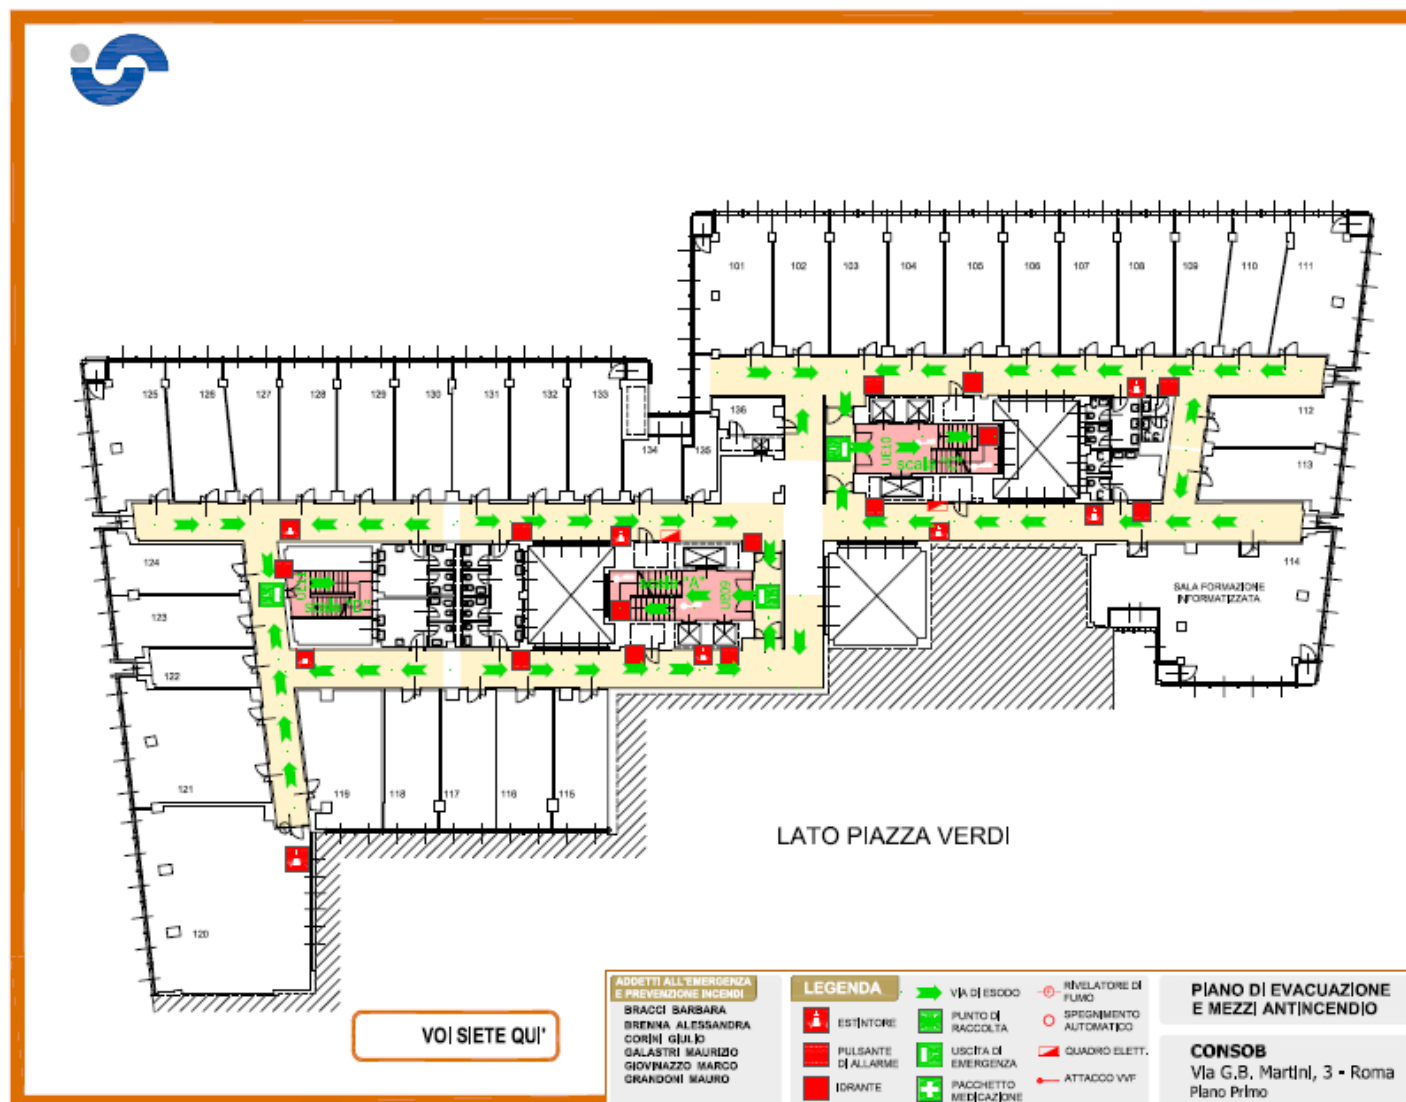 101
102
103
104
105
106
107
108
109
110
111
112
113
114
SALA FORMAZIONE
INFORMATIZZATA
136
135
134
133
132
131
130
129
128
127
126
125
124
123
122
121
120
119
118
117
116
115
UE10
scala "C"
scala "A"
UE09
scala "D"
LATO PIAZZA VERDI
VOI SIETE QUI'
ADDETTI ALL'EMERGENZA
E PREVENZIONE INCENDI
BRACCI BARBARA
BRENNA ALESSANDRA
CORINI GIULIO
GALASTRI MAURIZIO
GIOVINAZZO MARCO
GRANDONI MAURO
LEGENDA
ESTINTORE
PULSANTE
DI ALLARME
IDRANTE
VIA DI ESODO
PUNTO DI
RACCOLTA
USCITA DI
EMERGENZA
PACCHETTO
MEDICAZIONE
RIVELATORE DI
FUMO
SPEGNIMENTO
AUTOMATICO
QUADRO ELETT.
ATTACCO VVF
PIANO DI EVACUAZIONE
E MEZZI ANTINCENDIO
CONSOB
Via G.B. Martini, 3 - Roma
Piano Primo